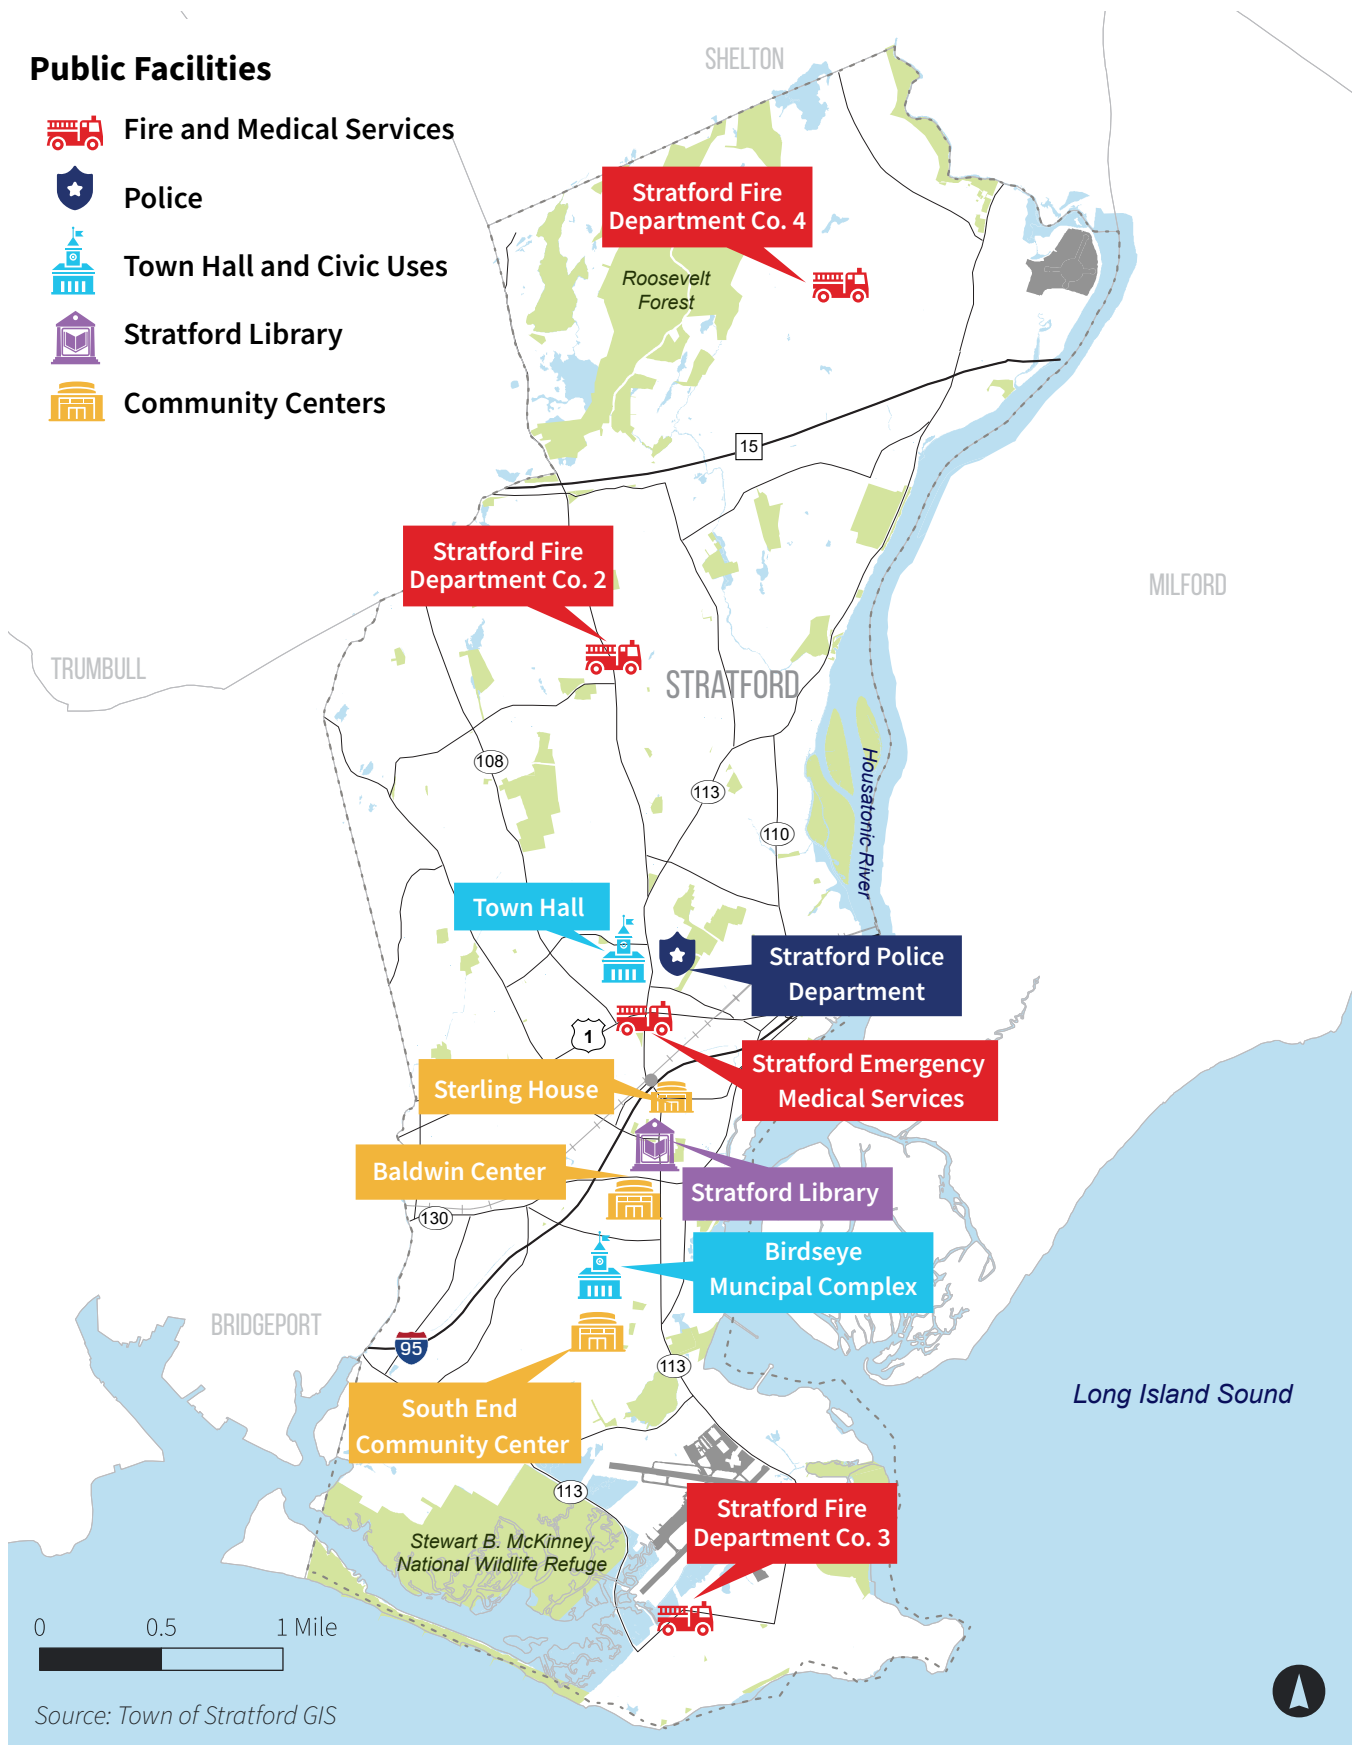 SHELTON
Public Facilities
Fire and Medical Services
Police
Town Hall and Civic Uses
Stratford Library
Community Centers
Stratford Fire
Department Co. 4
Roosevelt
Forest
15
Stratford Fire
Department Co. 2
MILFORD
TRUMBULL
STRATFORD
108
113
110
Housatonic River
Town Hall
Stratford Police
Department
1
Stratford Emergency
Medical Services
Sterling House
Baldwin Center
Stratford Library
130
Birdseye
Muncipal Complex
BRIDGEPORT
95
113
Long Island Sound
South End
Community Center
113
Stratford Fire
Department Co. 3
Stewart B. McKinney
National Wildlife Refuge
0 0.5 1 Mile
Source: Town of Stratford GIS